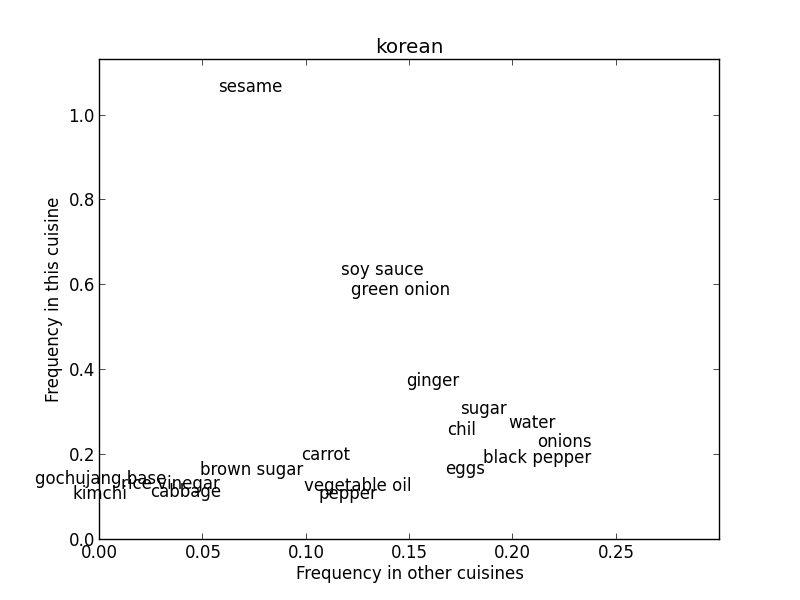 korean
sesame
1.0
0.8
Frequency in this cuisine
soy sauce
0.6
green onion
0.4
ginger
sugar
water
chil
onions
0.2
carrot
black pepper
brown sugar
eggs
gochujang base
rice vinegar
vegetable oil
kimchi
cabbage
pepper
0.0
0.00 0.05 0.10 0.15 0.20 0.25
Frequency in other cuisines